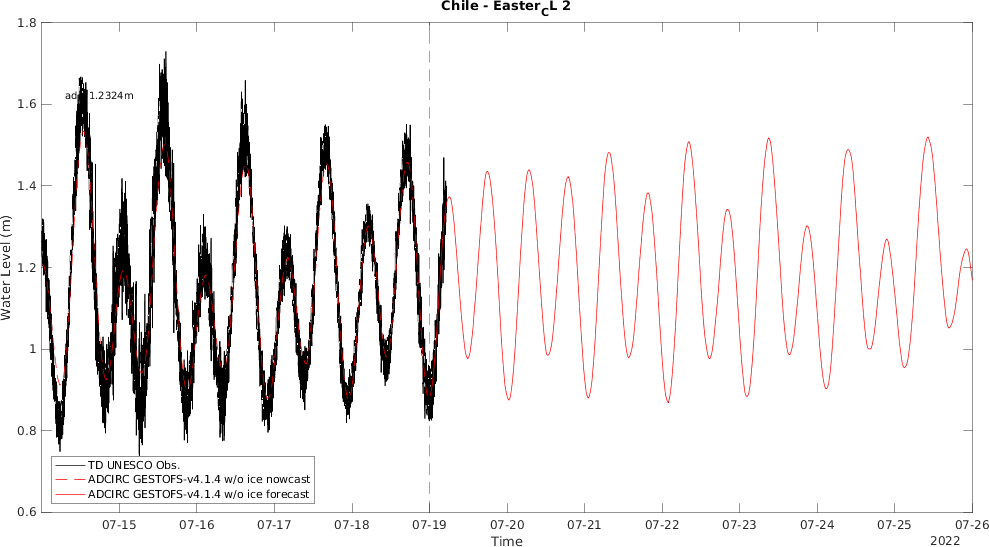 Chile - Easter_CL 2
1.8
1.6
1.4
1.2
1
0.8
0.6
Water Level (m)
1.2324m
TD UNESCO Obs.
ADCIRC GESTOFS-v4.1.4 w/o ice nowcast
ADCIRC GESTOFS-v4.1.4 w/o ice forecast
07-15 07-16 07-17 07-18 07-19 07-20 07-21 07-22 07-23 07-24 07-25 07-26
Time
2022